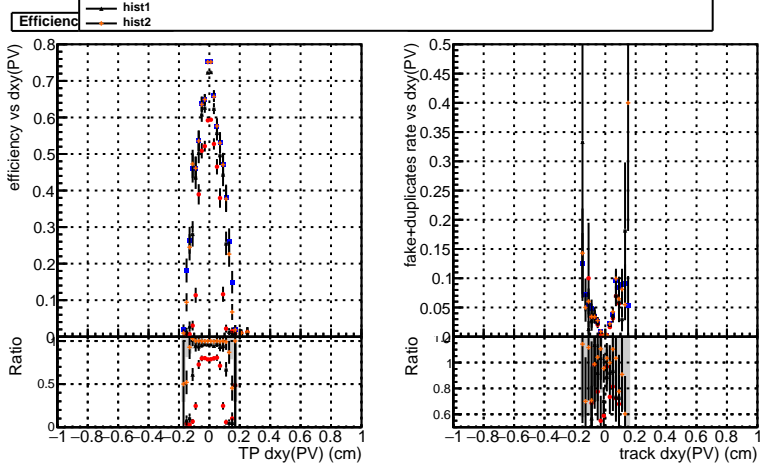 hist1
Efficienc
hist2
efficiency vs dxy(PV)
0.8
0.7
0.6
0.5
0.4
0.3
0.2
0.1
0
Ratio
1
0.5
0
−1 −0.8 −0.6 −0.4 −0.2 0 0.2 0.4 0.6 0.8 1
TP dxy(PV) (cm)
fake+duplicates rate vs dxy(PV)
0.5
0.45
0.4
0.35
0.3
0.25
0.2
0.15
0.1
0.05
Ratio
1
0.8
0.6
−1 −0.8 −0.6 −0.4 −0.2 0 0.2 0.4 0.6 0.8 1
track dxy(PV) (cm)